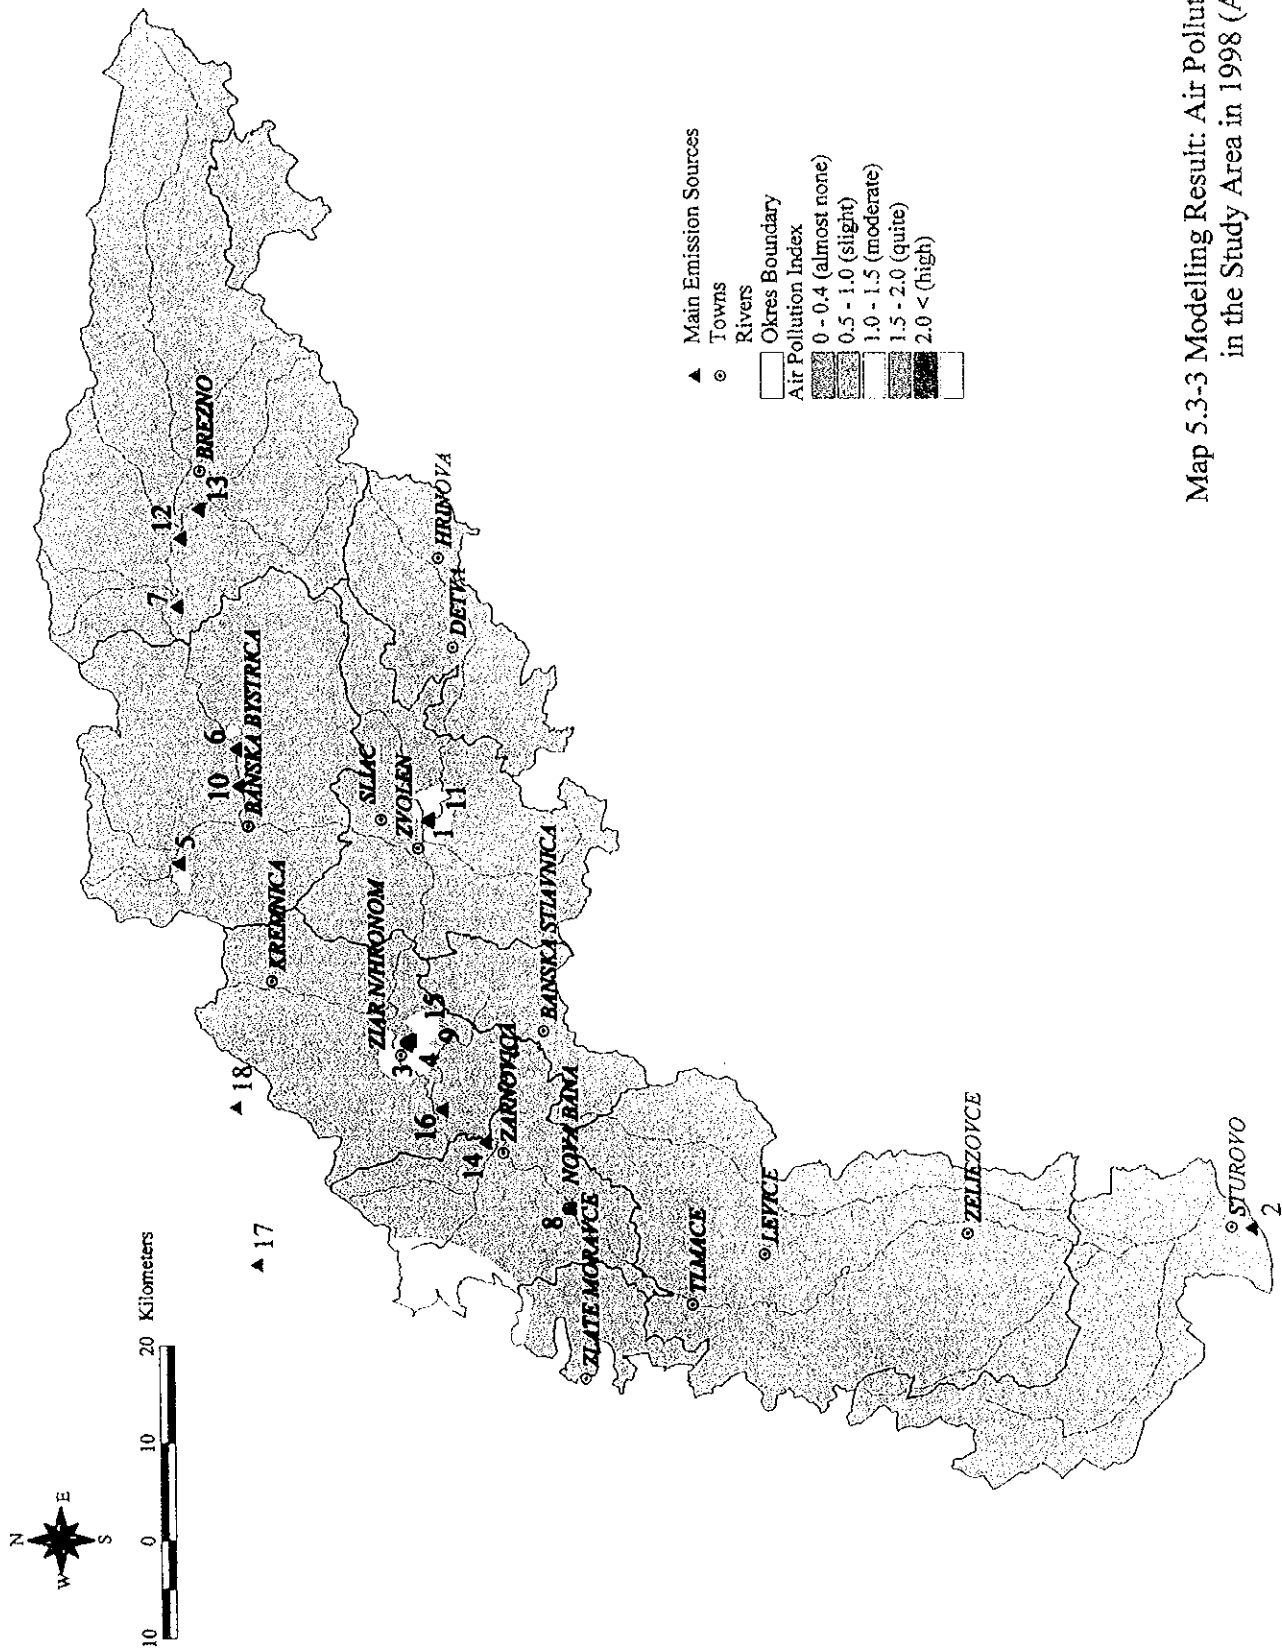 N
W
E
S
10 0 10 20 Kilometers
17
18
5
10
6
7
12
13
BREZNO
BANSKA BYSTRICA
KREMNICA
SLIAC
ZVOLEN
1
11
DETVA
HRINOVA
ZIAR N/HRONOM
3
4
15
9
16
14
ZARNOVICA
BANSKA STIAVNICA
8
NOVA BANA
ZLATE MORAVCE
TLMACE
LEVICE
ZELIEZOVCE
STUROVO
2
Main Emission Sources
Towns
Rivers
Okres Boundary
Air Pollution Index
0 - 0.4 (almost none)
0.5 - 1.0 (slight)
1.0 - 1.5 (moderate)
1.5 - 2.0 (quite)
2.0 < (high)
Map 5.3-3 Modelling Result: Air Pollu
in the Study Area in 1998 (